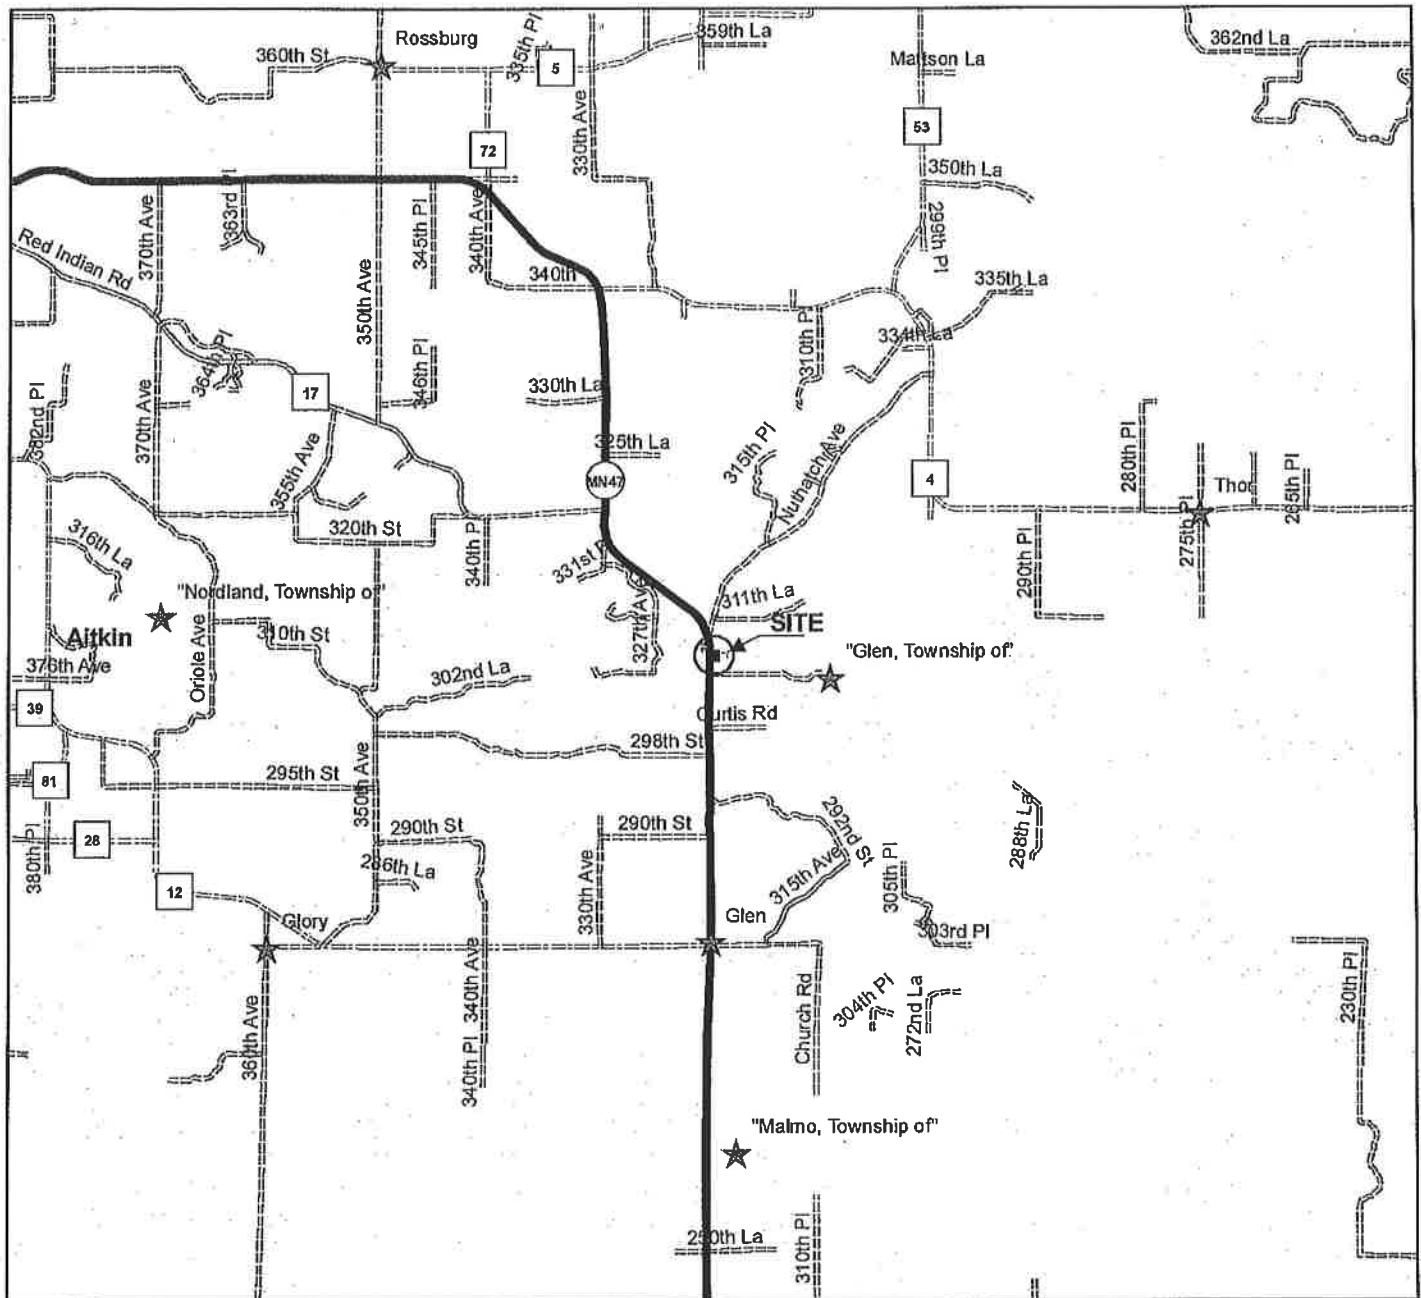 Rossburg
335th Pl
359th La
362nd La
360th St
5
Mattson La
53
72
330th Ave
350th La
363rd Pl
370th Ave
345th Pl
340th Ave
299th Pl
Red Indian Rd
350th Ave
340th
335th La
310th Pl
334th La
364th Pl
346th Pl
17
330th La
382nd Pl
370th Ave
355th Ave
325th La
315th Pl
Nuthatch Ave
280th Pl
MN47
4
Thor
265th Pl
275th Pl
320th St
340th Pl
316th La
331st P
290th Pl
"Nordland, Township of"
327th Ave
311th La
SITE
Aitkin
310th St
"Glen, Township of"
376th Ave
Oriole Ave
302nd La
39
Curtis Rd
298th St
81
295th St
350th Ave
292nd St
288th La
28
290th St
290th St
380th Pl
286th La
315th Ave
305th Pl
12
330th Ave
Glory
Glen
303rd Pl
340th Ave
304th Pl
272nd La
230th Pl
360th Ave
Church Rd
340th Pl
"Malmo, Township of"
250th La
310th Pl